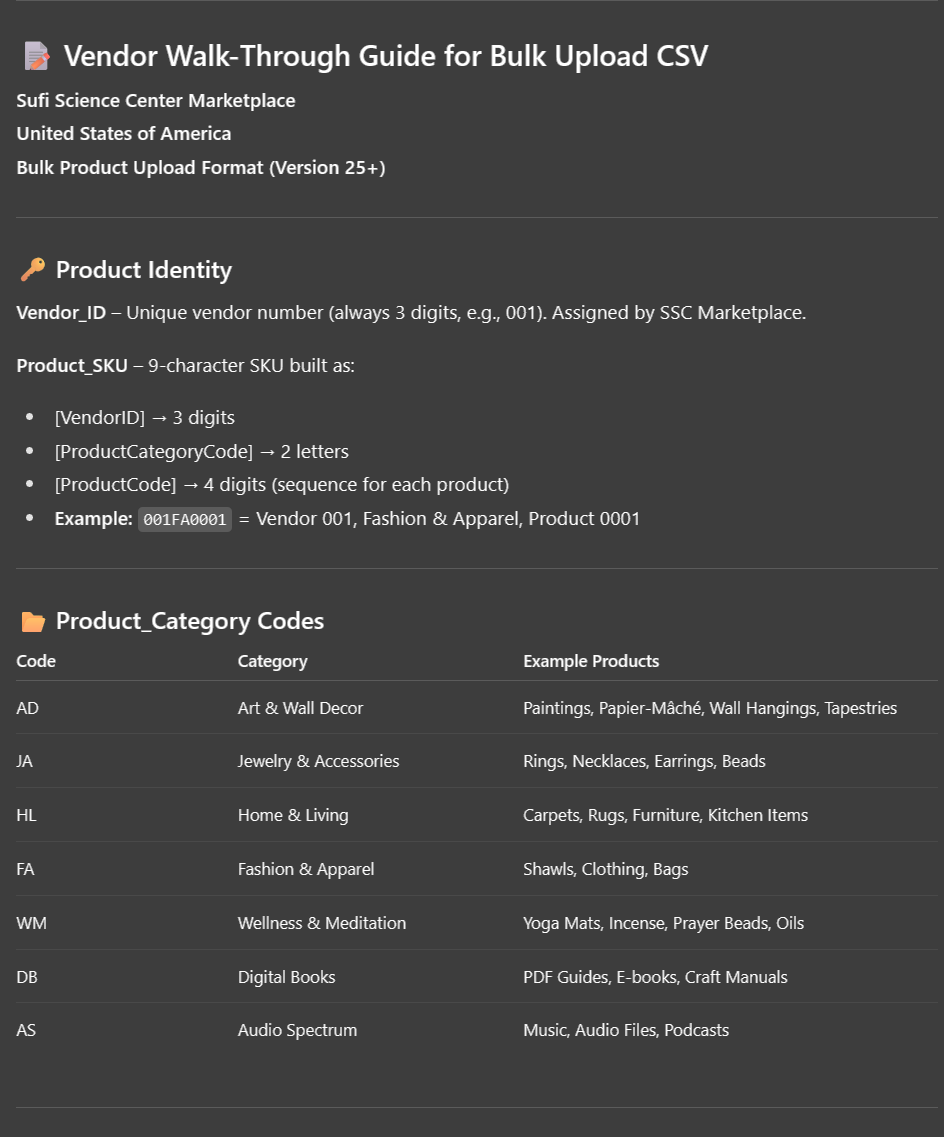 Vendor Walk-Through Guide for Bulk Upload CSV
Sufi Science Center Marketplace
United States of America
Bulk Product Upload Format (Version 25+)
Product Identity
Vendor_ID – Unique vendor number (always 3 digits, e.g., 001). Assigned by SSC Marketplace.
Product_SKU – 9-character SKU built as:
[VendorID] → 3 digits
[ProductCategoryCode] → 2 letters
[ProductCode] → 4 digits (sequence for each product)
Example: 001FA0001 = Vendor 001, Fashion & Apparel, Product 0001
Product_Category Codes
Code Category Example Products
AD Art & Wall Decor Paintings, Papier-Mâché, Wall Hangings, Tapestries
JA Jewelry & Accessories Rings, Necklaces, Earrings, Beads
HL Home & Living Carpets, Rugs, Furniture, Kitchen Items
FA Fashion & Apparel Shawls, Clothing, Bags
WM Wellness & Meditation Yoga Mats, Incense, Prayer Beads, Oils
DB Digital Books PDF Guides, E-books, Craft Manuals
AS Audio Spectrum Music, Audio Files, Podcasts